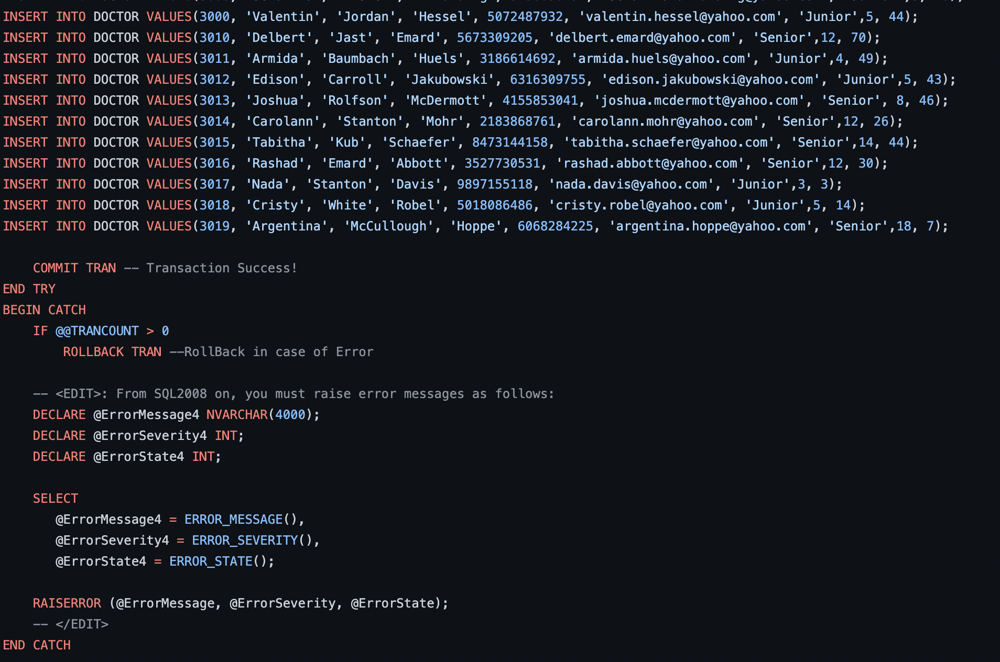 INSERT INTO DOCTOR VALUES(3000, 'Valentin', 'Jordan', 'Hessel', 5072487932, 'valentin.hessel@yahoo.com', 'Junior',5, 44);
INSERT INTO DOCTOR VALUES(3010, 'Delbert', 'Jast', 'Emard', 5673309205, 'delbert.emard@yahoo.com', 'Senior',12, 70);
INSERT INTO DOCTOR VALUES(3011, 'Armida', 'Baumbach', 'Huels', 3186614692, 'armida.huels@yahoo.com', 'Junior',4, 49);
INSERT INTO DOCTOR VALUES(3012, 'Edison', 'Carroll', 'Jakubowski', 6316309755, 'edison.jakubowski@yahoo.com', 'Junior',5, 43);
INSERT INTO DOCTOR VALUES(3013, 'Joshua', 'Rolfson', 'McDermott', 4155853041, 'joshua.mcdermott@yahoo.com', 'Senior', 8, 46);
INSERT INTO DOCTOR VALUES(3014, 'Carolann', 'Stanton', 'Mohr', 2183868761, 'carolann.mohr@yahoo.com', 'Senior',12, 26);
INSERT INTO DOCTOR VALUES(3015, 'Tabitha', 'Kub', 'Schaefer', 8473144158, 'tabitha.schaefer@yahoo.com', 'Senior',14, 44);
INSERT INTO DOCTOR VALUES(3016, 'Rashad', 'Emard', 'Abbott', 3527730531, 'rashad.abbott@yahoo.com', 'Senior',12, 30);
INSERT INTO DOCTOR VALUES(3017, 'Nada', 'Stanton', 'Davis', 9897155118, 'nada.davis@yahoo.com', 'Junior',3, 3);
INSERT INTO DOCTOR VALUES(3018, 'Cristy', 'White', 'Robel', 5018086486, 'cristy.robel@yahoo.com', 'Junior',5, 14);
INSERT INTO DOCTOR VALUES(3019, 'Argentina', 'McCullough', 'Hoppe', 6068284225, 'argentina.hoppe@yahoo.com', 'Senior',18, 7);
COMMIT TRAN -- Transaction Success!
END TRY
BEGIN CATCH
IF @@TRANCOUNT > 0
ROLLBACK TRAN --RollBack in case of Error
-- <EDIT>: From SQL2008 on, you must raise error messages as follows:
DECLARE @ErrorMessage4 NVARCHAR(4000);
DECLARE @ErrorSeverity4 INT;
DECLARE @ErrorState4 INT;
SELECT
@ErrorMessage4 = ERROR_MESSAGE(),
@ErrorSeverity4 = ERROR_SEVERITY(),
@ErrorState4 = ERROR_STATE();
RAISERROR (@ErrorMessage, @ErrorSeverity, @ErrorState);
-- </EDIT>
END CATCH